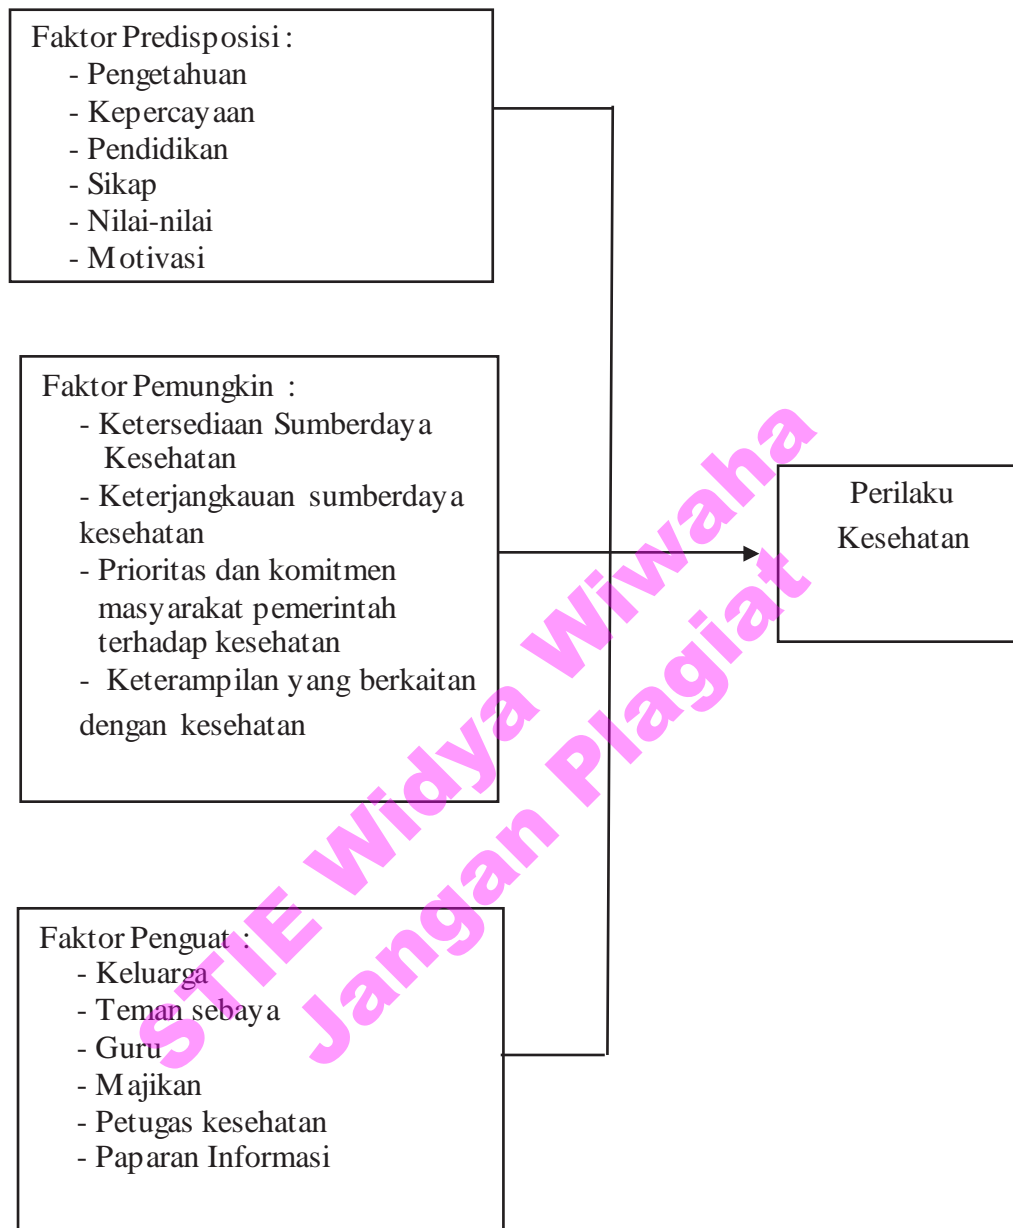 Faktor Predisposisi :
- Pengetahuan
- Kepercayaan
- Pendidikan
- Sikap
- Nilai-nilai
- Motivasi
Faktor Pemungkin :
- Ketersediaan Sumberdaya
Kesehatan
- Keterjangkauan sumberdaya
kesehatan
- Prioritas dan komitmen
masyarakat pemerintah
terhadap kesehatan
- Keterampilan yang berkaitan
dengan kesehatan
Perilaku
Kesehatan
Faktor Penguat :
- Keluarga
- Teman sebaya
- Guru
- Majikan
- Petugas kesehatan
- Paparan Informasi
STIE Widya Wiwaha
Jangan Plagiat